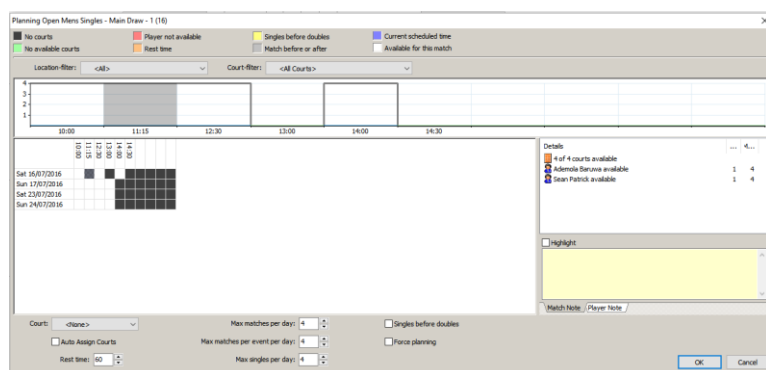 Planning Open Mens Singles - Main Draw - 1 (16)
No courts
Player not available
Singles before doubles
Current scheduled time
No available courts
Rest time
Match before or after
Available for this match
Location-filter: <All>
Court-filter: <All Courts>
4
3
2
1
10:00 11:15 12:30 13:00 14:00 14:30
10:00 11:15 12:30 13:00 14:00 14:30
Sat 16/07/2016
Sun 17/07/2016
Sat 23/07/2016
Sun 24/07/2016
Details ...
4 of 4 courts available
Ademola Baruwa available 1 4
Sean Patrick available 1 4
Highlight
Match Note Player Note
Court: <None>
Max matches per day: 4
Singles before doubles
Auto Assign Courts
Max matches per event per day: 4
Force planning
Rest time: 60
Max singles per day: 4
OK Cancel